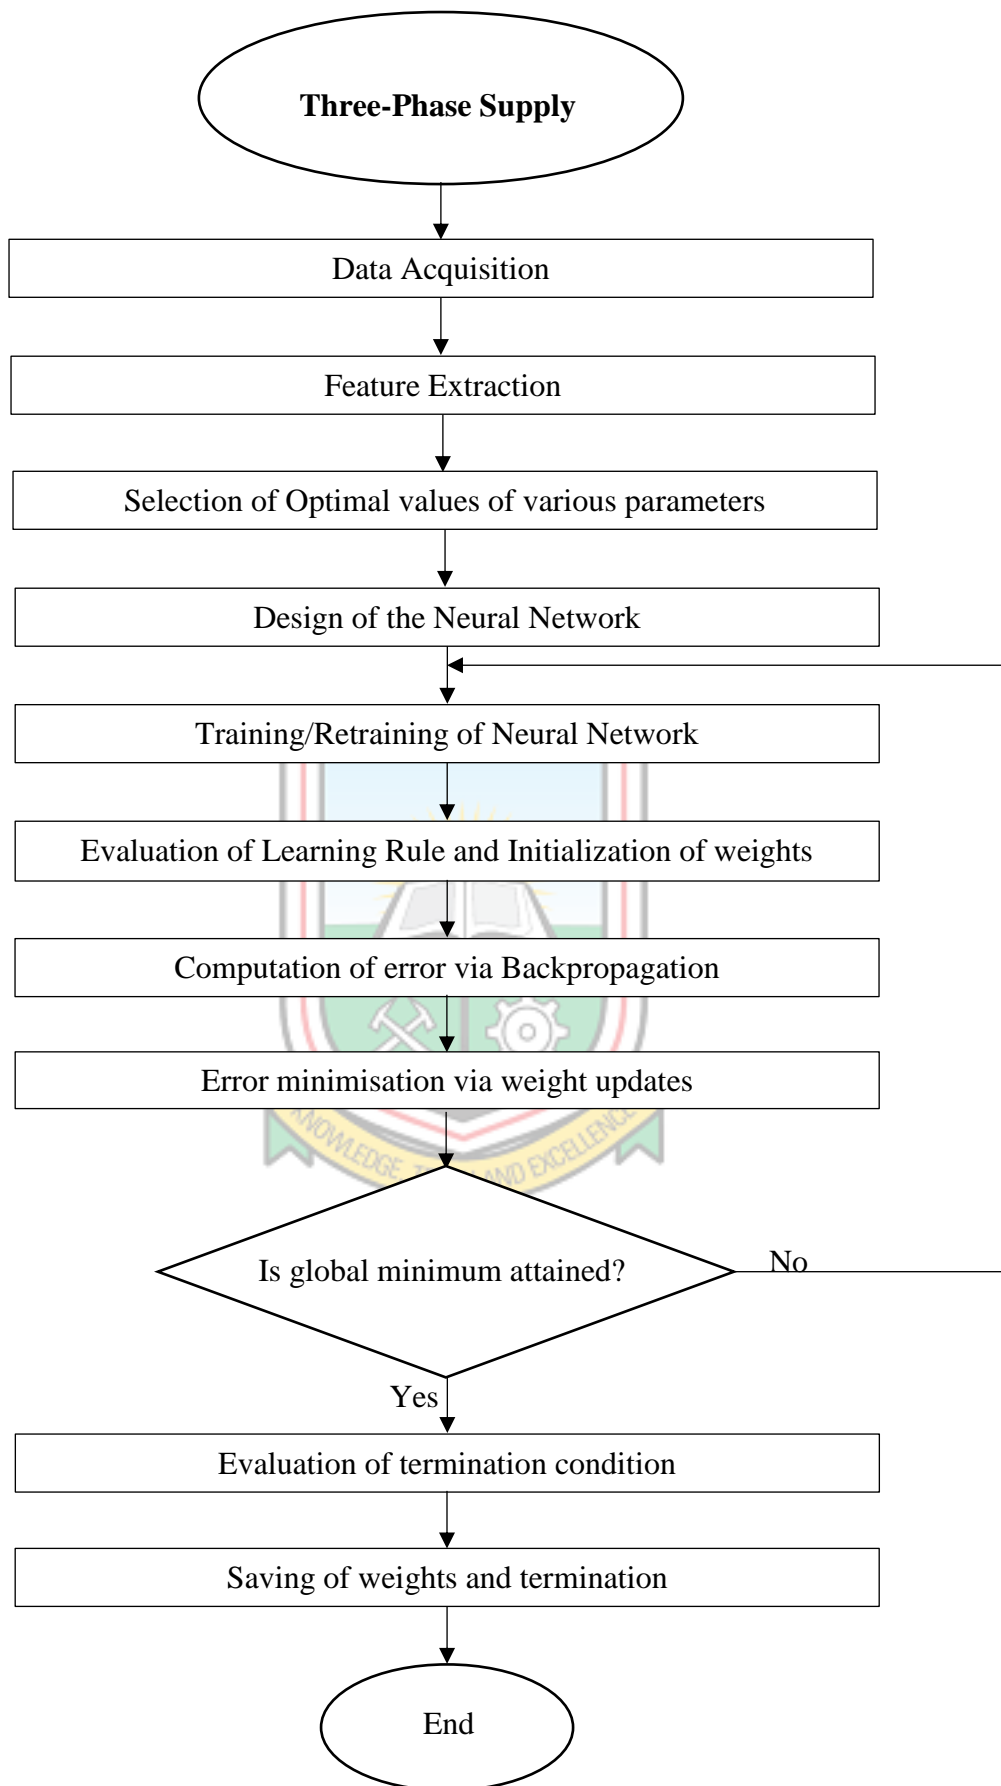 Three-Phase Supply
Data Acquisition
Feature Extraction
Selection of Optimal values of various parameters
Design of the Neural Network
Training/Retraining of Neural Network
Evaluation of Learning Rule and Initialization of weights
Computation of error via Backpropagation
Error minimisation via weight updates
KNOWLEDGE, AND EXCELLENCE
Is global minimum attained?
No
Yes
Evaluation of termination condition
Saving of weights and termination
End